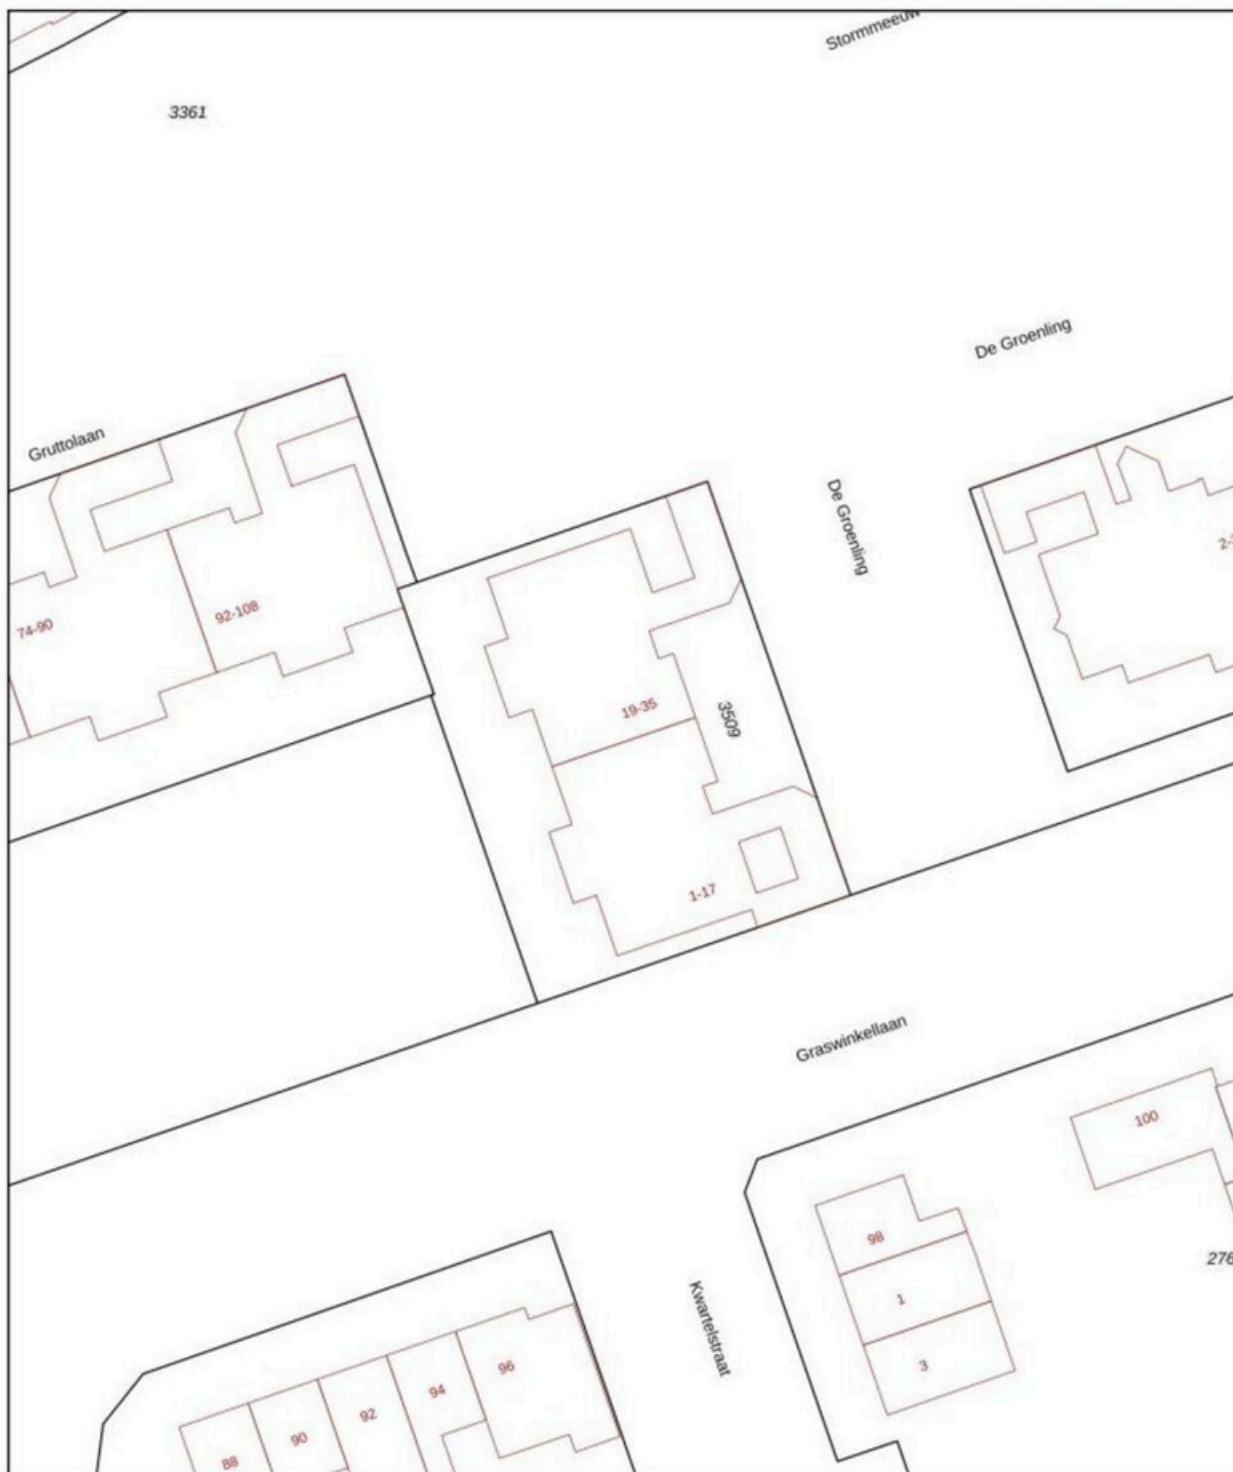 Stormmeeuw
3361
De Groenling
Gruttolaan
De Groenling
92-108
74-90
19-35
3509
1-17
Graswinkellaan
100
98
276
1
Kwartelstraat
3
96
94
92
90
88